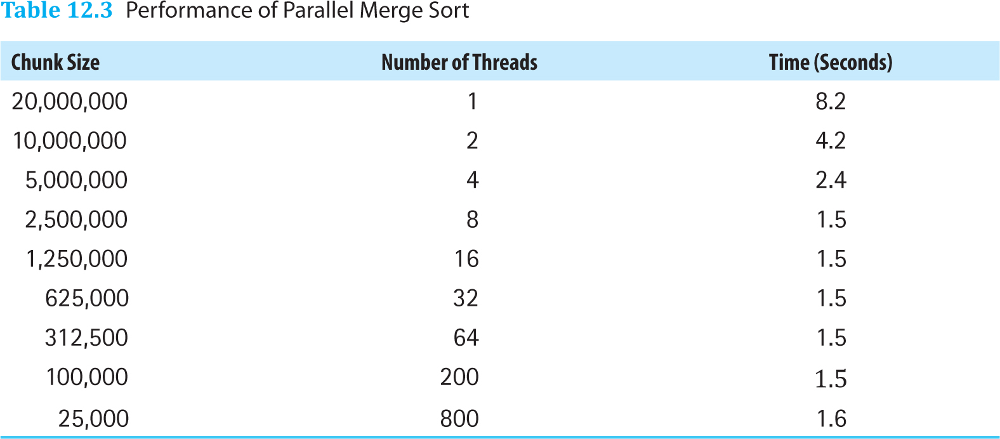 Table 12.3 Performance of Parallel Merge Sort
Chunk Size Number of Threads Time (Seconds)
20,000,000 1 8.2
10,000,000 2 4.2
5,000,000 4 2.4
2,500,000 8 1.5
1,250,000 16 1.5
625,000 32 1.5
312,500 64 1.5
100,000 200 1.5
25,000 800 1.6